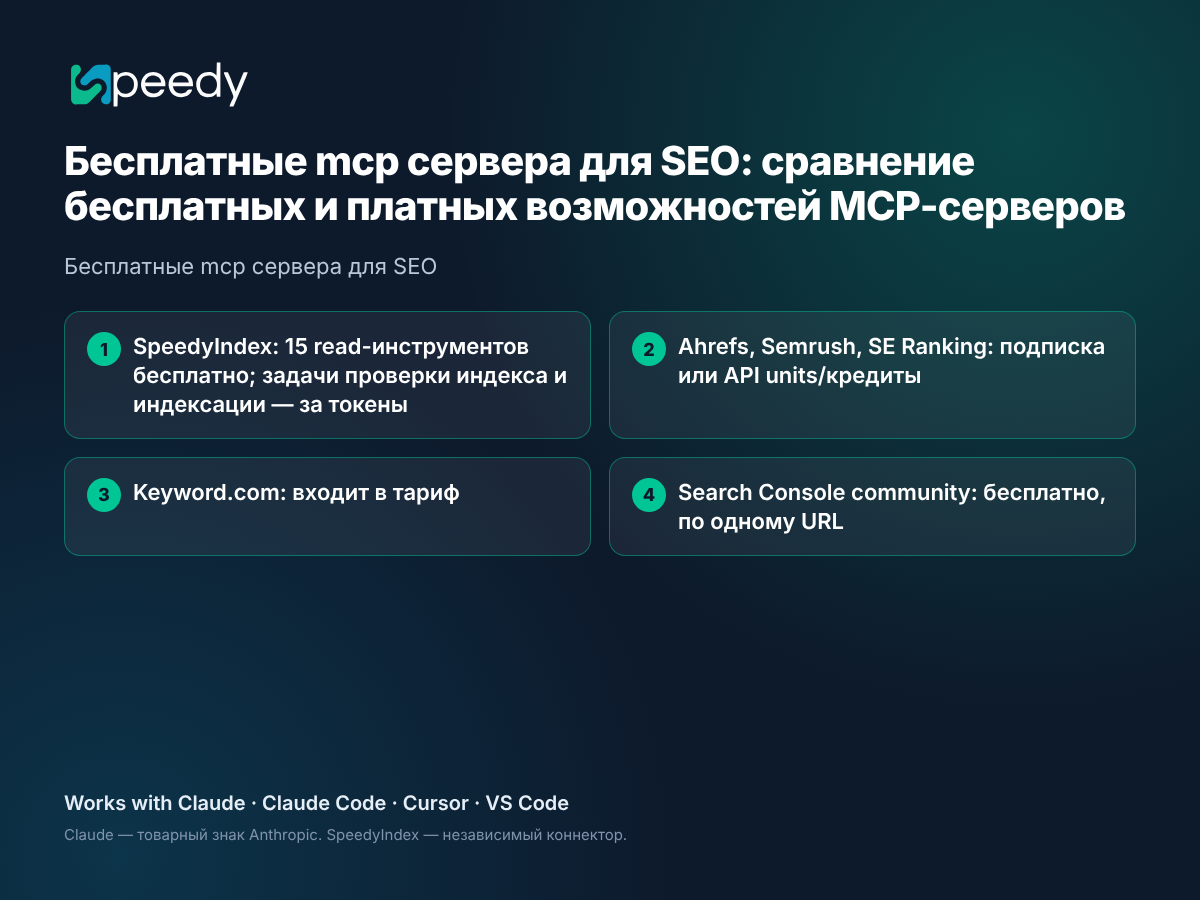 Speedy
Бесплатные mcp сервера для SEO: сравнение
бесплатных и платных возможностей MCP-серверов
Бесплатные mcp сервера для SEO
1
SpeedyIndex: 15 read-инструментов
бесплатно; задачи проверки индекса и
индексации — за токены
2
Ahrefs, Semrush, SE Ranking: подписка
или API units/кредиты
3
Keyword.com: входит в тариф
4
Search Console community: бесплатно,
по одному URL
Works with Claude · Claude Code · Cursor · VS Code
Claude — товарный знак Anthropic. SpeedyIndex — независимый коннектор.